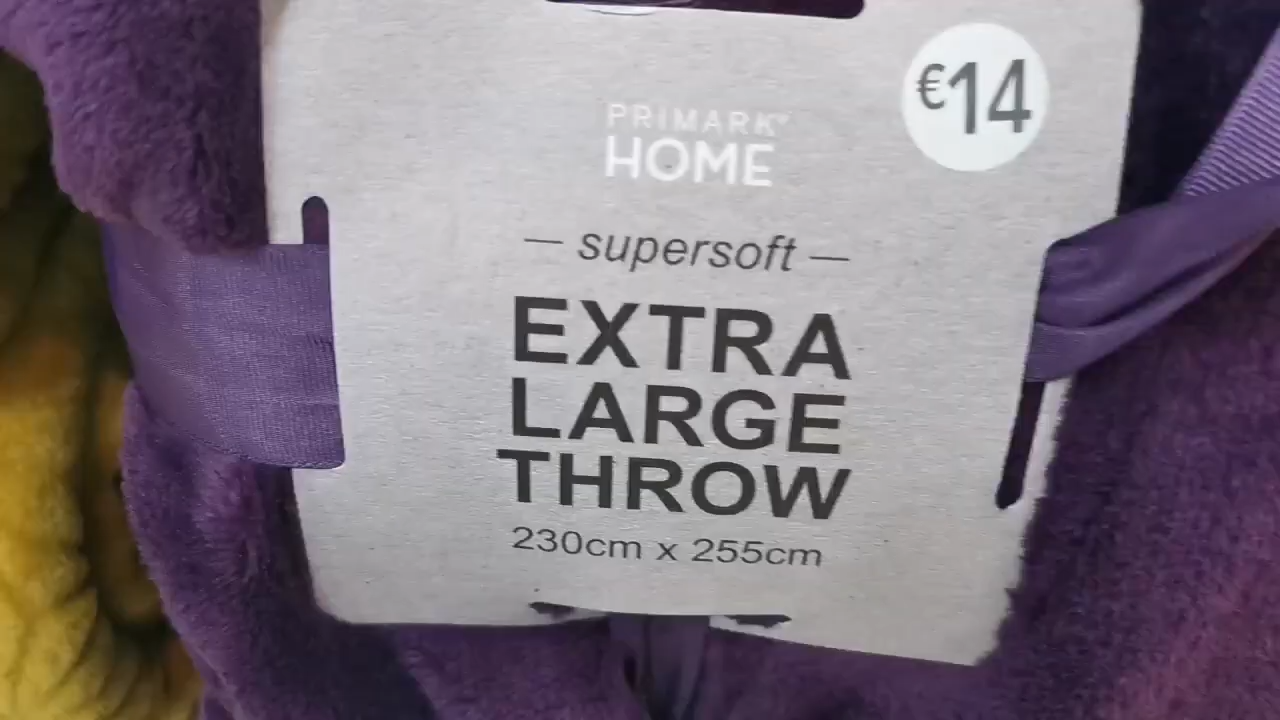 €14
PRIMARK®
HOME
— supersoft —
EXTRA
LARGE
THROW
230cm x 255cm